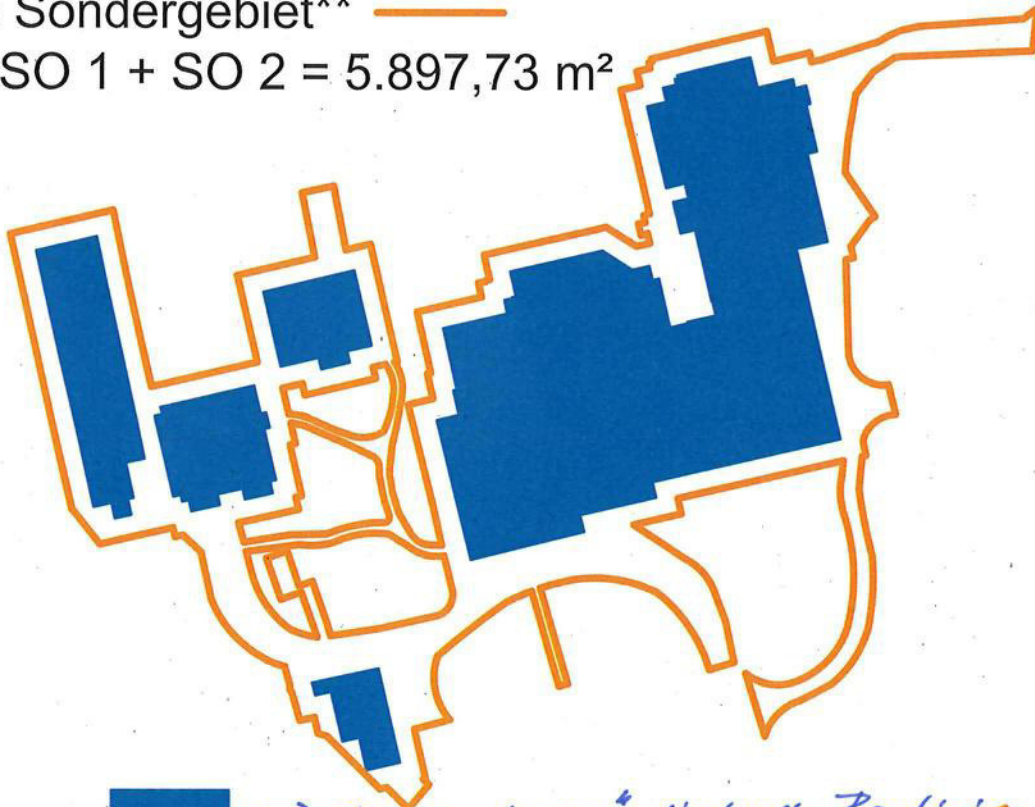 Sondergebiet**
SO 1 + SO 2 = 5.897,73 m²